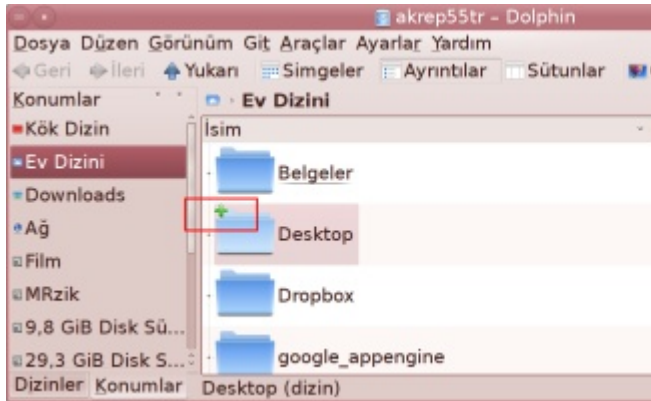 akrep55tr – Dolphin
Dosya Düzen Görünüm Git Araçlar Ayarlar Yardım
Geri İleri Yukarı Simgeler Ayrıntılar Sütunlar
Konumlar
Ev Dizini
Kök Dizin
İsim
Ev Dizini
Belgeler
Downloads
Ağ
Desktop
Film
MRzik
Dropbox
9,8 GiB Disk Sü...
29,3 GiB Disk S...
google_appengine
Dizinler Konumlar
Desktop (dizin)